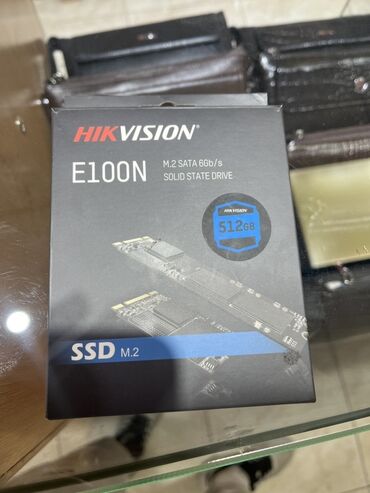 HIKVISION
E100N
M.2 SATA 6Gb/s
SOLID STATE DRIVE
HIKVISION
512GB
SSD M.2